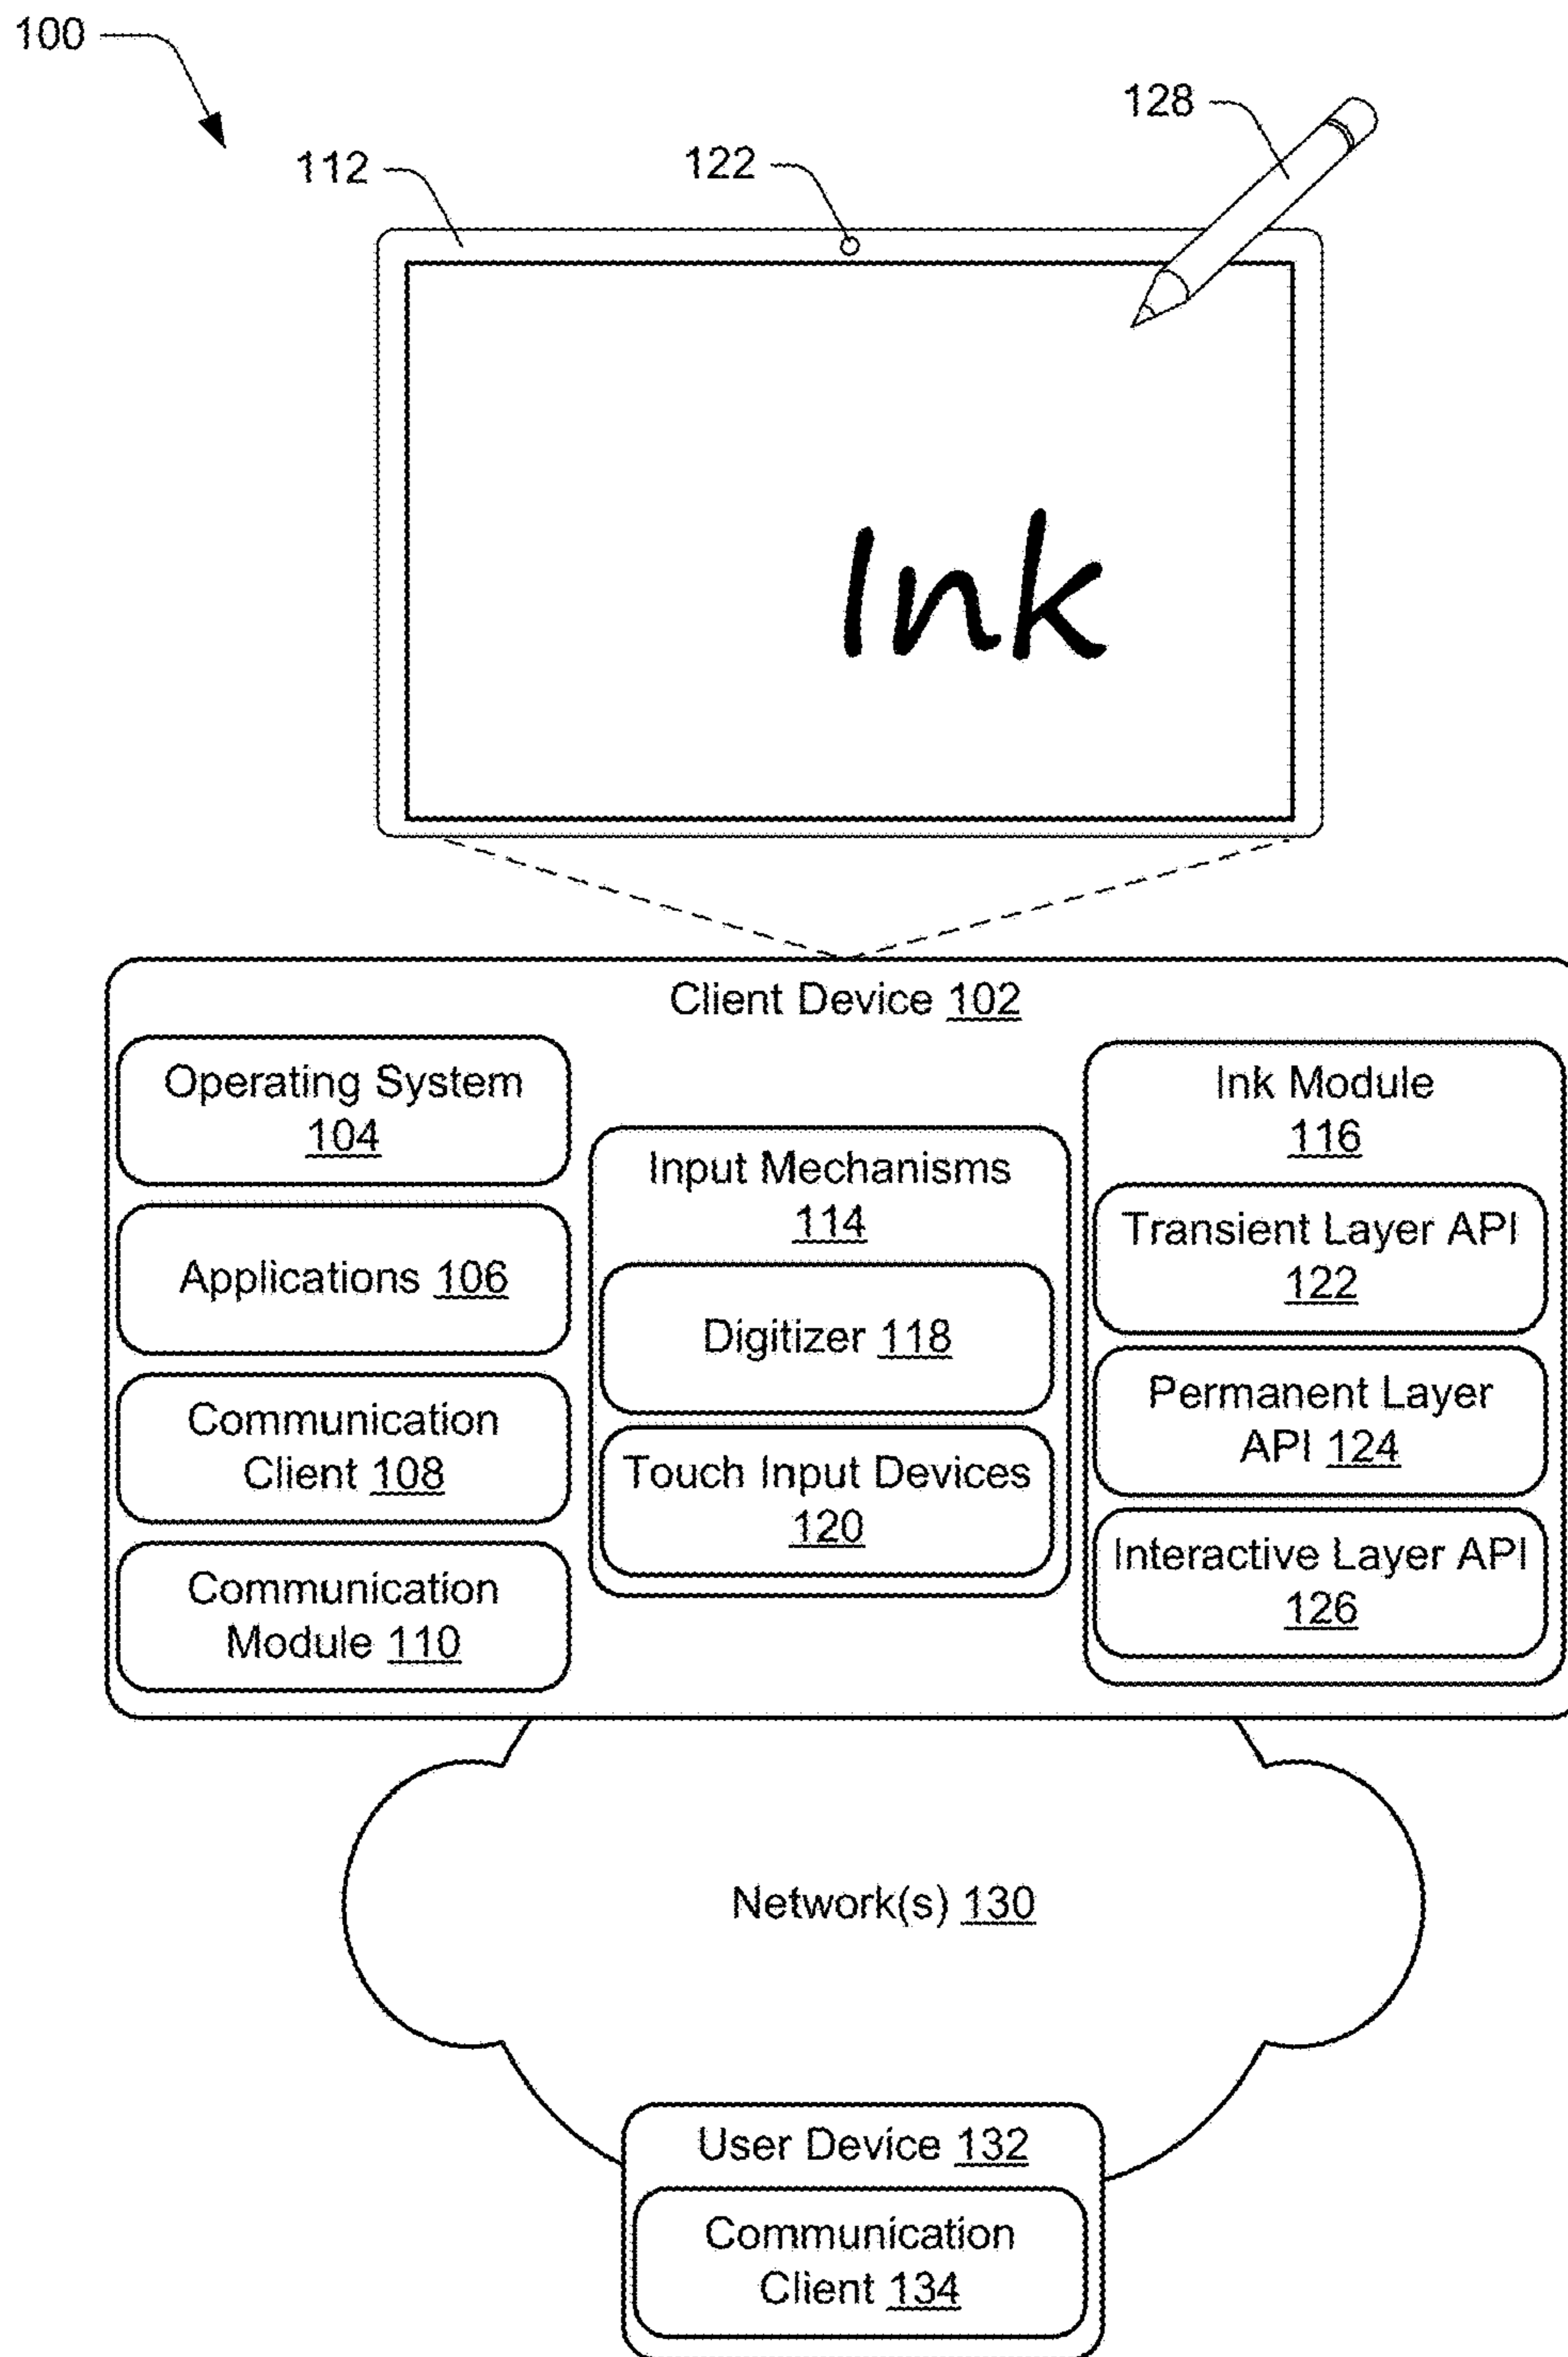 100
128
112
122
Ink
Client Device 102
Operating System
104
Applications 106
Communication
Client 108
Communication
Module 110
Input Mechanisms
114
Digitizer 118
Touch Input Devices
120
Ink Module
116
Transient Layer API
122
Permanent Layer
API 124
Interactive Layer API
126
Network(s) 130
User Device 132
Communication
Client 134